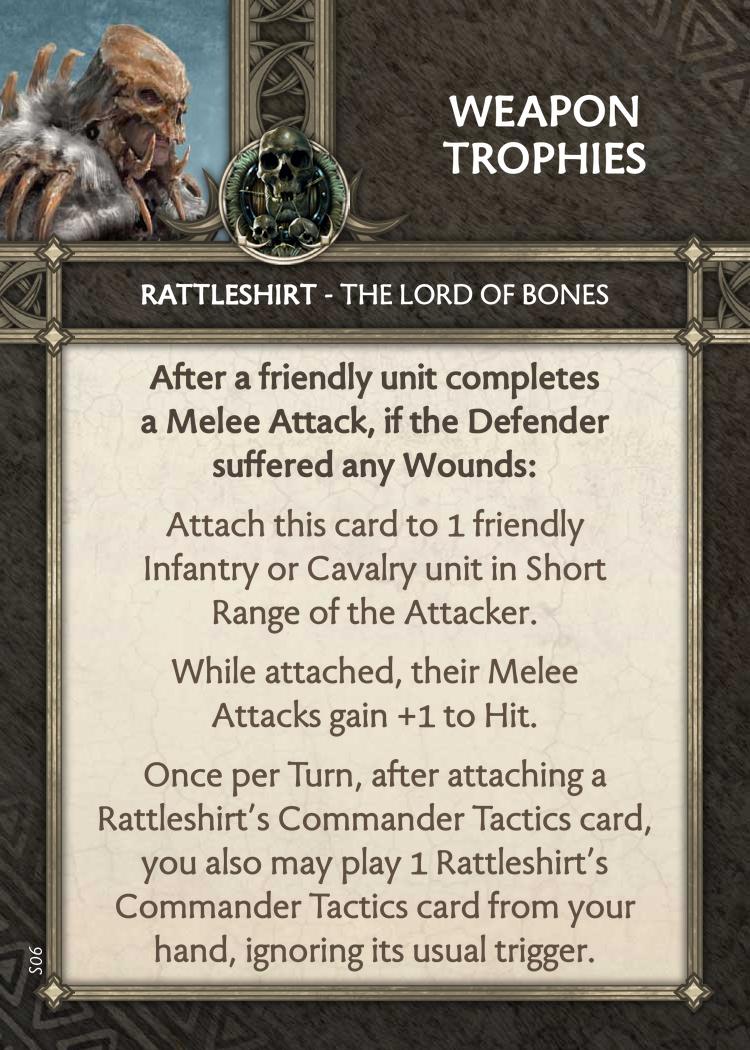 WEAPON
TROPHIES
RATTLESHIRT - THE LORD OF BONES
After a friendly unit completes
a Melee Attack, if the Defender
suffered any Wounds:
Attach this card to 1 friendly
Infantry or Cavalry unit in Short
Range of the Attacker.
While attached, their Melee
Attacks gain +1 to Hit.
Once per Turn, after attaching a
Rattleshirt's Commander Tactics card,
you also may play 1 Rattleshirt's
Commander Tactics card from your
hand, ignoring its usual trigger.
S06